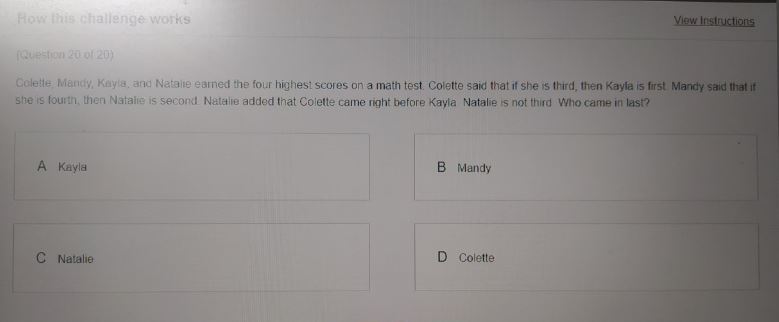 How this challenge works
View Instructions
(Question 20 of 20)
Colette, Mandy, Kayla, and Natalie earned the four highest scores on a math test. Colette said that if she is third, then Kayla is first. Mandy said that if
she is fourth, then Natalie is second. Natalie added that Colette came right before Kayla. Natalie is not third. Who came in last?
A Kayla
B Mandy
C Natalie
D Colette